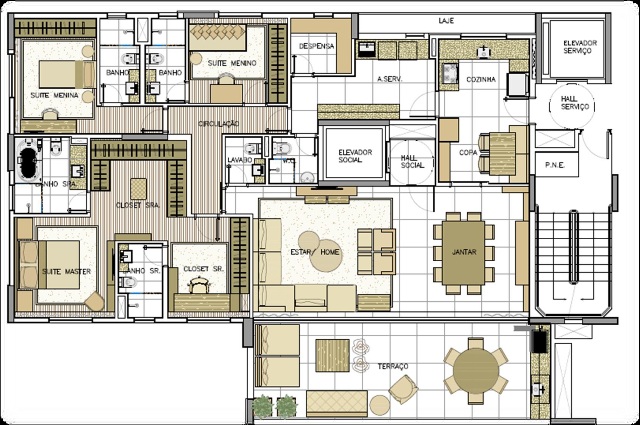 LAJE
ELEVADOR
SERVIÇO
DESPENSA
SUITE MENINO
BANHO
BANHO
SUITE MENINA
A.SERV.
COZINHA
HALL
SERVIÇO
CIRCULAÇÃO
LAVABO
W.C.
ELEVADOR
SOCIAL
HALL
SOCIAL
COPA
P.N.E.
BANHO SRA.
CLOSET SRA.
ESTAR/HOME
JANTAR
SUITE MASTER
BANHO SR.
CLOSET SR.
TERRAÇO